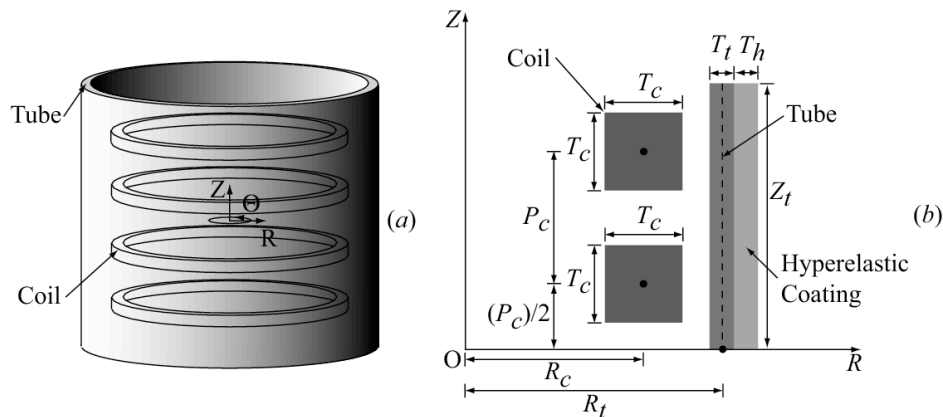 Tube
Coil
Z
Θ
R
(a)
Z
Coil
T_c
T_c
P_c
T_c
T_c
(P_c)/2
O
R_c
R_t
T_t
T_h
Tube
Z_t
Hyperelastic
Coating
R
(b)